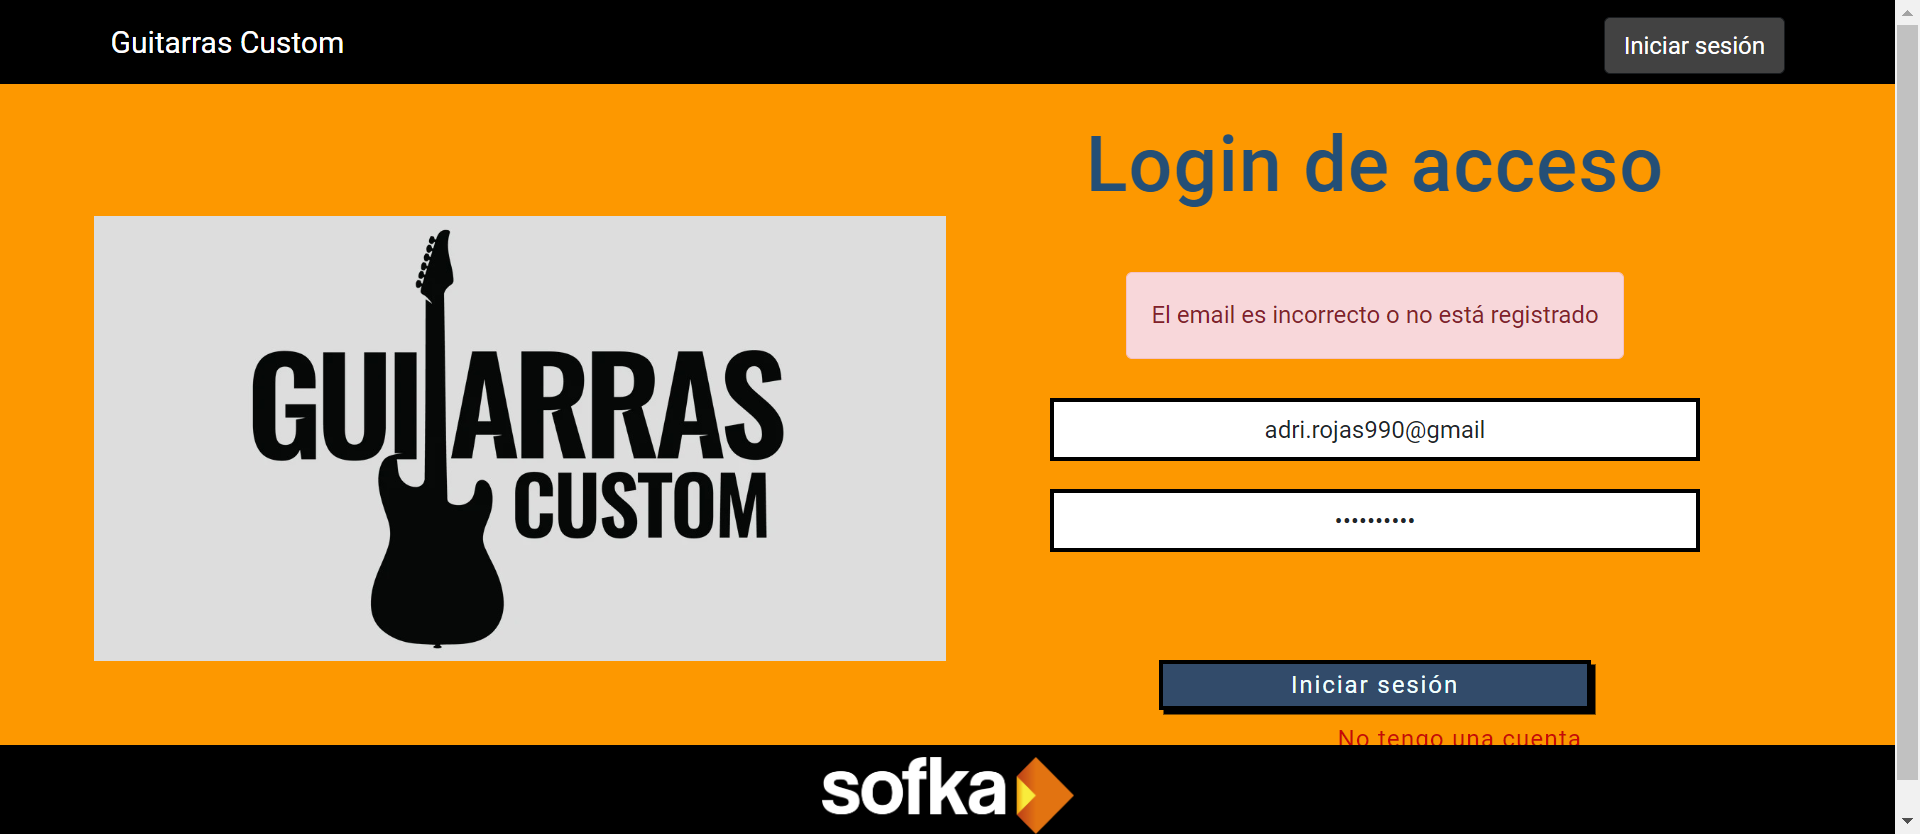 Guitarras Custom
Iniciar sesión
Login de acceso
GUITARRAS
CUSTOM
El email es incorrecto o no está registrado
adri.rojas990@gmail
••••••••••
Iniciar sesión
No tengo una cuenta
sofka